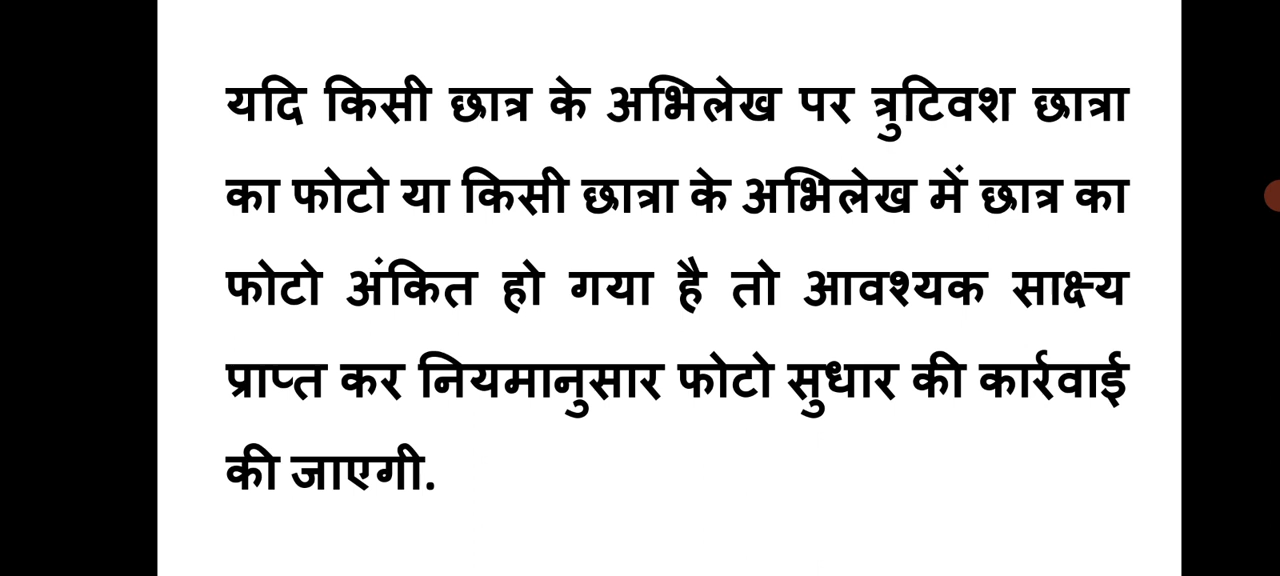 यदि किसी छात्र के अभिलेख पर त्रुटिवश छात्रा
का फोटो या किसी छात्रा के अभिलेख में छात्र का
फोटो अंकित हो गया है तो आवश्यक साक्ष्य
प्राप्त कर नियमानुसार फोटो सुधार की कार्रवाई
की जाएगी.